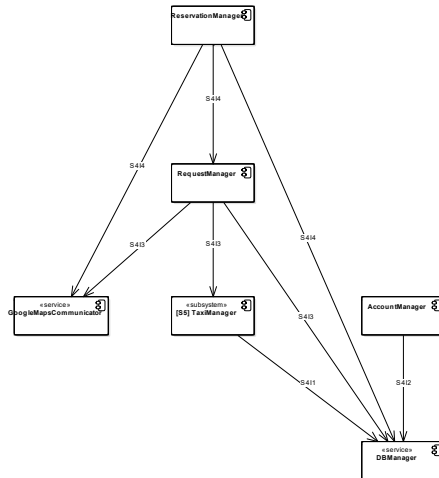 ReservationManager
S4I4
S4I4
RequestManager
S4I4
S4I3
S4I3
S4I3
«service»
GoogleMapsCommunicator
«subsystem»
[S5] TaxiManager
AccountManager
S4I1
S4I2
«service»
DBManager